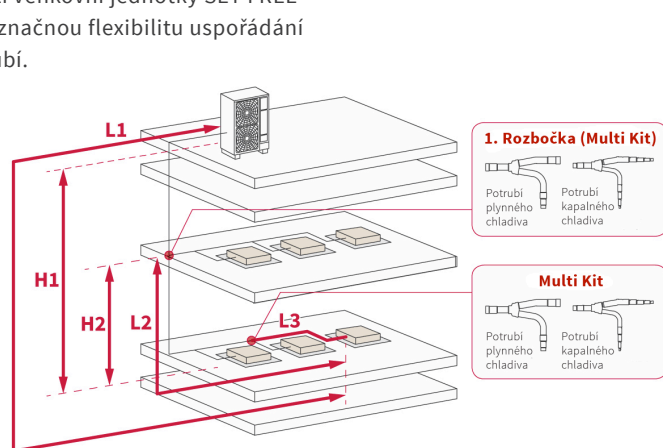 venkovní jednotky SET FREE
značnou flexibilitu uspořádání
L1
1. Rozbočka (Multi Kit)
Potrubí
plynného
chladiva
Potrubí
kapalného
chladiva
H1
H2
L2
L3
Multi Kit
Potrubí
plynného
chladiva
Potrubí
kapalného
chladiva